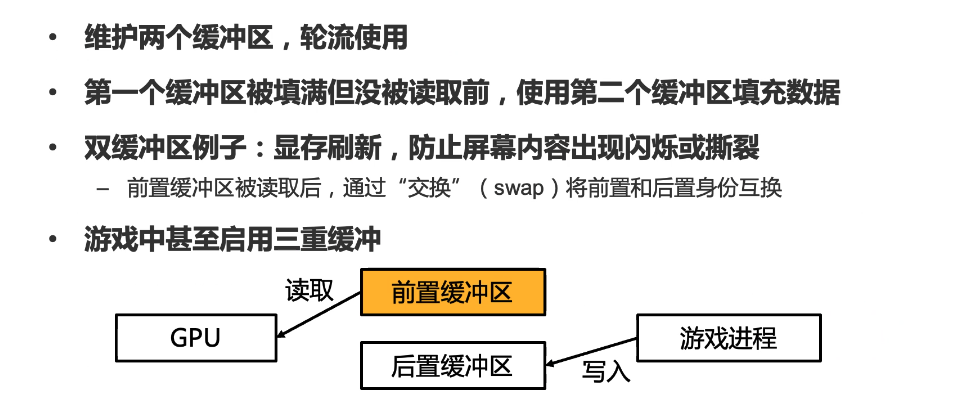 • 维护两个缓冲区，轮流使用
• 第一个缓冲区被填满但没被读取前，使用第二个缓冲区填充数据
• 双缓冲区例子：显存刷新，防止屏幕内容出现闪烁或撕裂
– 前置缓冲区被读取后，通过“交换”（swap）将前置和后置身份互换
• 游戏中甚至启用三重缓冲
读取
前置缓冲区
GPU
游戏进程
后置缓冲区
写入